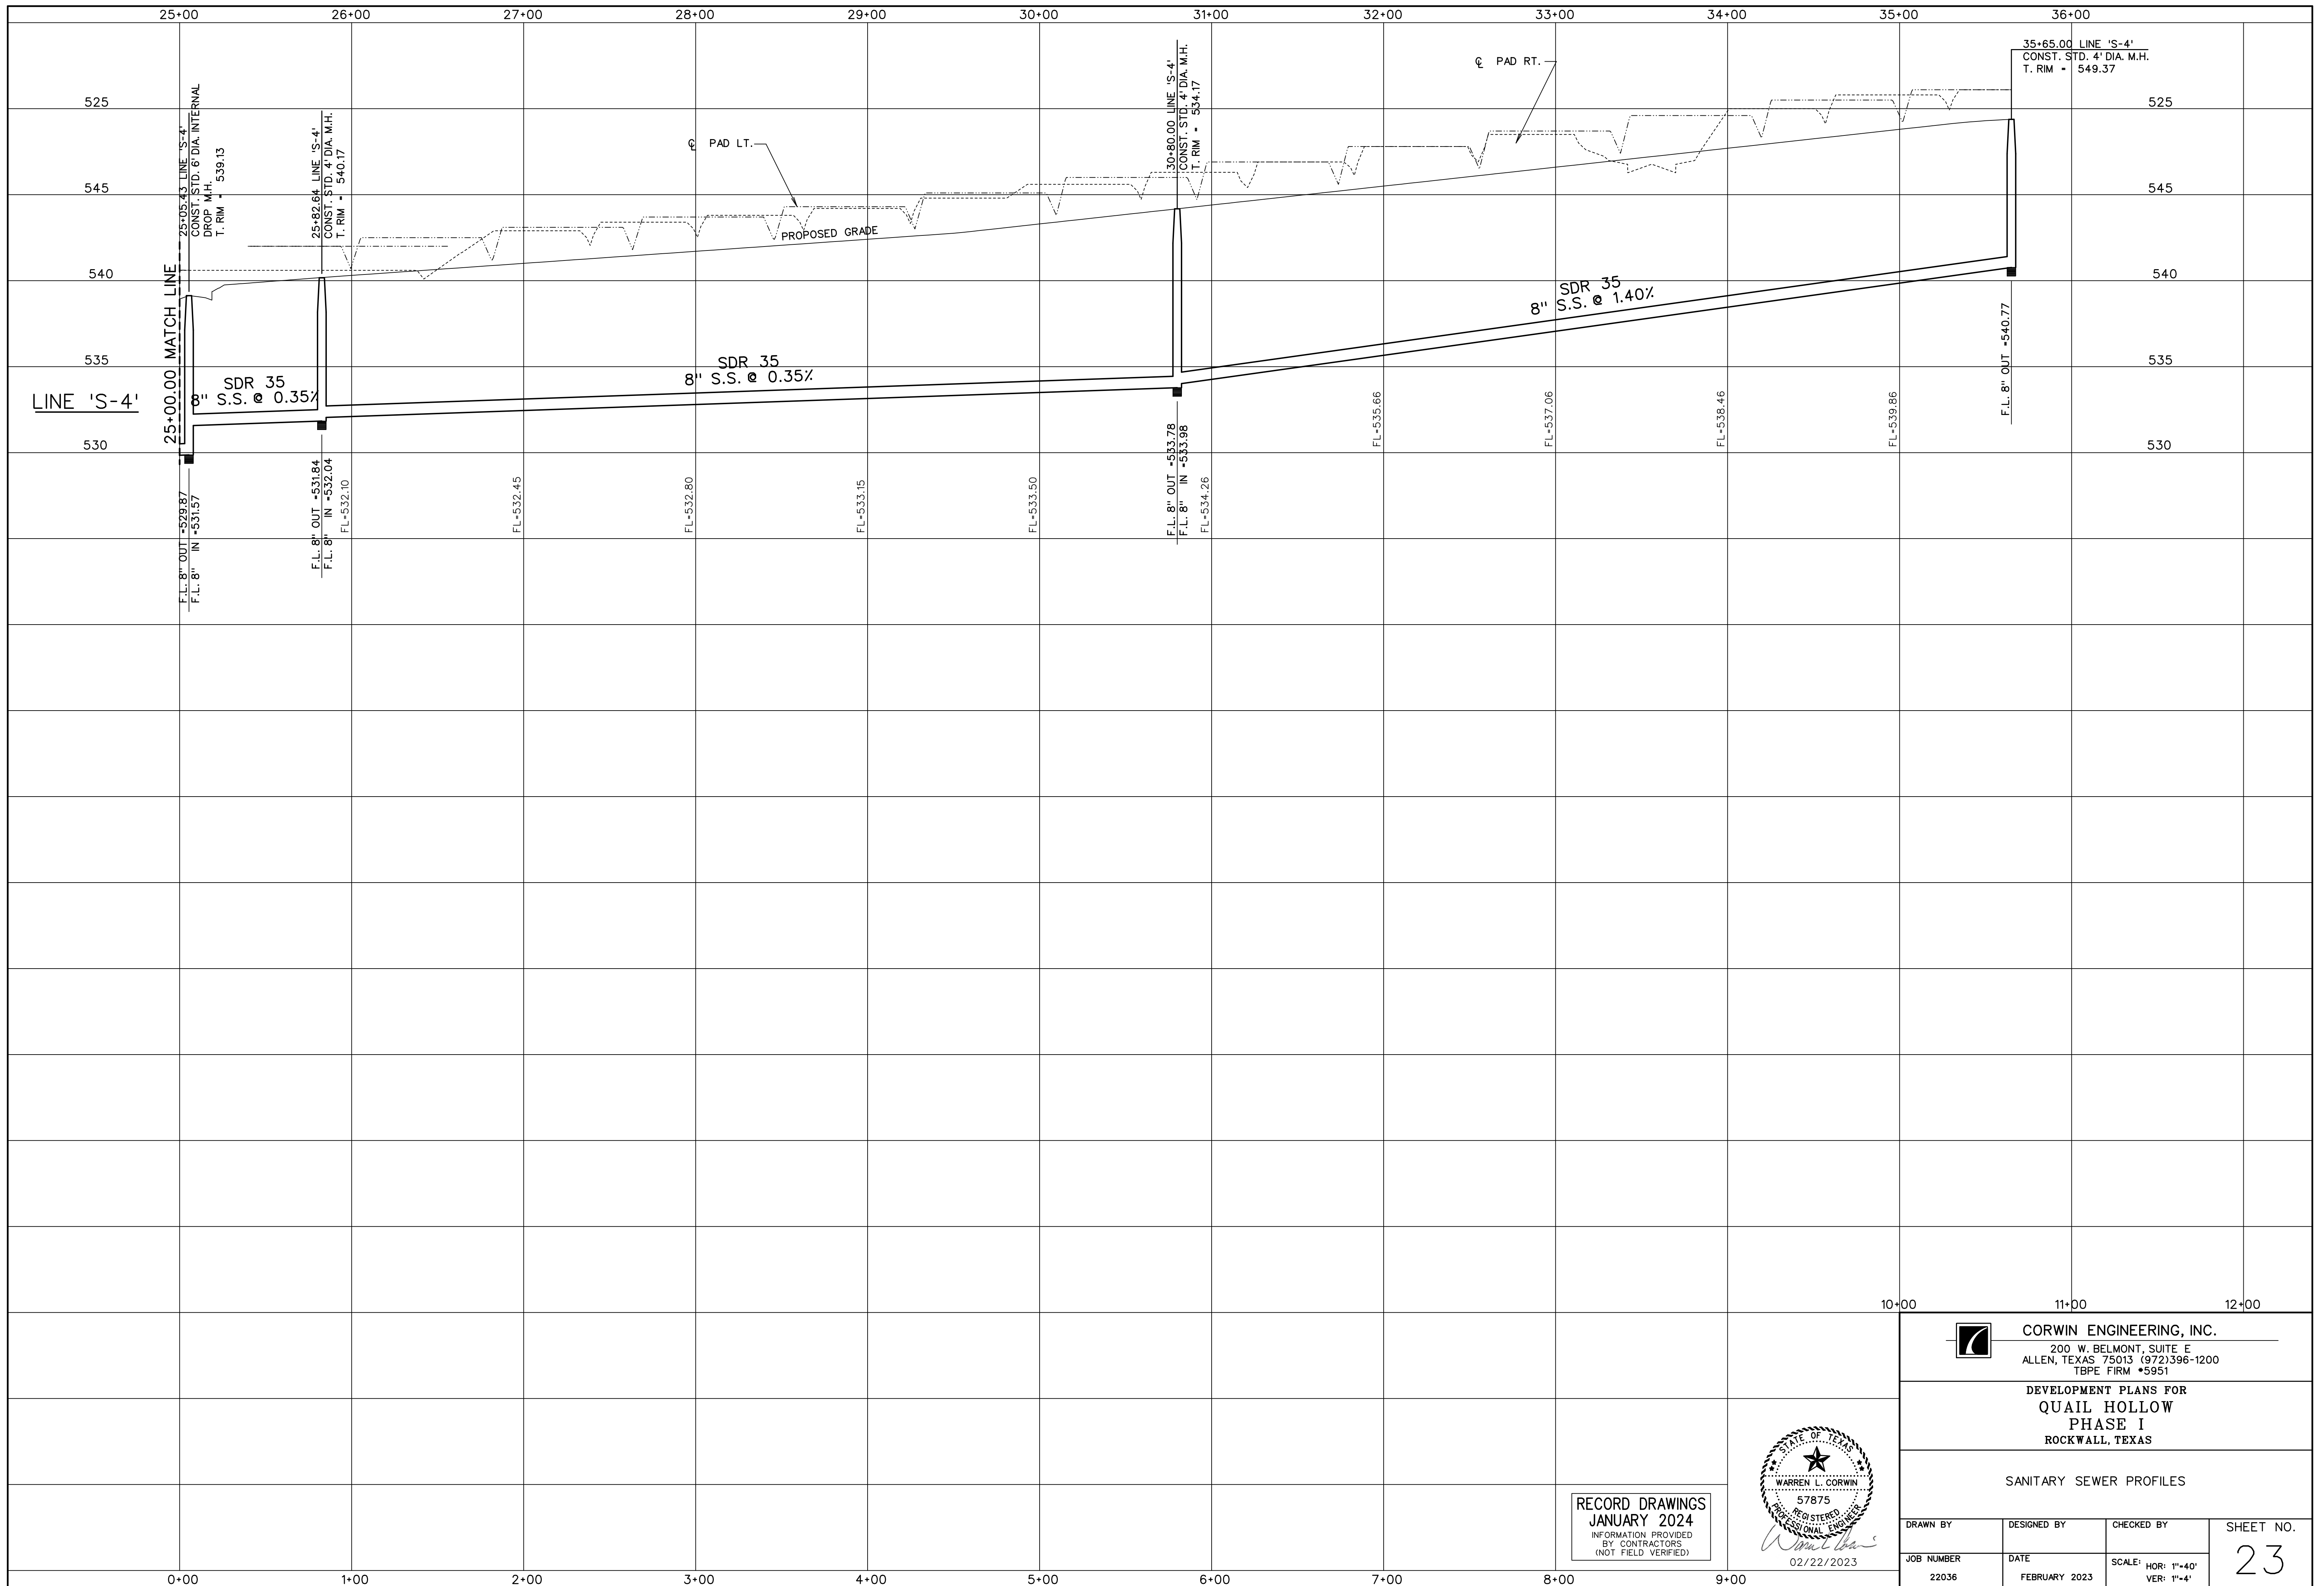 25+00 26+00 27+00 28+00 29+00 30+00 31+00 32+00 33+00 34+00 35+00 36+00
35+65.00 LINE 'S-4'
CONST. STD. 4' DIA. M.H.
T. RIM = 549.37
525
525
25+05.43 LINE 'S-4'
CONST. STD. 6' DIA. INTERNAL
DROP M.H.
T. RIM = 539.13
25+82.64 LINE 'S-4'
CONST. STD. 4' DIA. M.H.
T. RIM = 540.17
℄ PAD LT.
30+80.00 LINE 'S-4'
CONST. STD. 4' DIA. M.H.
T. RIM = 534.17
℄ PAD RT.
545
545
PROPOSED GRADE
540
540
25+00.00 MATCH LINE
535
535
LINE 'S-4'
SDR 35
8" S.S. @ 0.35%
SDR 35
8" S.S. @ 0.35%
SDR 35
8" S.S. @ 1.40%
530
530
F.L. 8" OUT =529.87
F.L. 8" IN =531.57
F.L. 8" OUT =531.84
F.L. 8" IN =532.04
FL=532.10
FL=532.45
FL=532.80
FL=533.15
FL=533.50
F.L. 8" OUT =533.78
F.L. 8" IN =533.98
FL=534.26
FL=535.66
FL=537.06
FL=538.46
FL=539.86
F.L. 8" OUT =540.77
10+00 11+00 12+00
CORWIN ENGINEERING, INC.
200 W. BELMONT, SUITE E
ALLEN, TEXAS 75013 (972)396-1200
TBPE FIRM #5951
DEVELOPMENT PLANS FOR
QUAIL HOLLOW
PHASE I
ROCKWALL, TEXAS
SANITARY SEWER PROFILES
DRAWN BY
DESIGNED BY
CHECKED BY
SHEET NO.
23
JOB NUMBER
22036
DATE
FEBRUARY 2023
SCALE: HOR: 1"=40'
VER: 1"=4'
RECORD DRAWINGS
JANUARY 2024
INFORMATION PROVIDED
BY CONTRACTORS
(NOT FIELD VERIFIED)
STATE OF TEXAS
WARREN L. CORWIN
57875
REGISTERED
PROFESSIONAL ENGINEER
Warren L. Corwin
02/22/2023
0+00 1+00 2+00 3+00 4+00 5+00 6+00 7+00 8+00 9+00